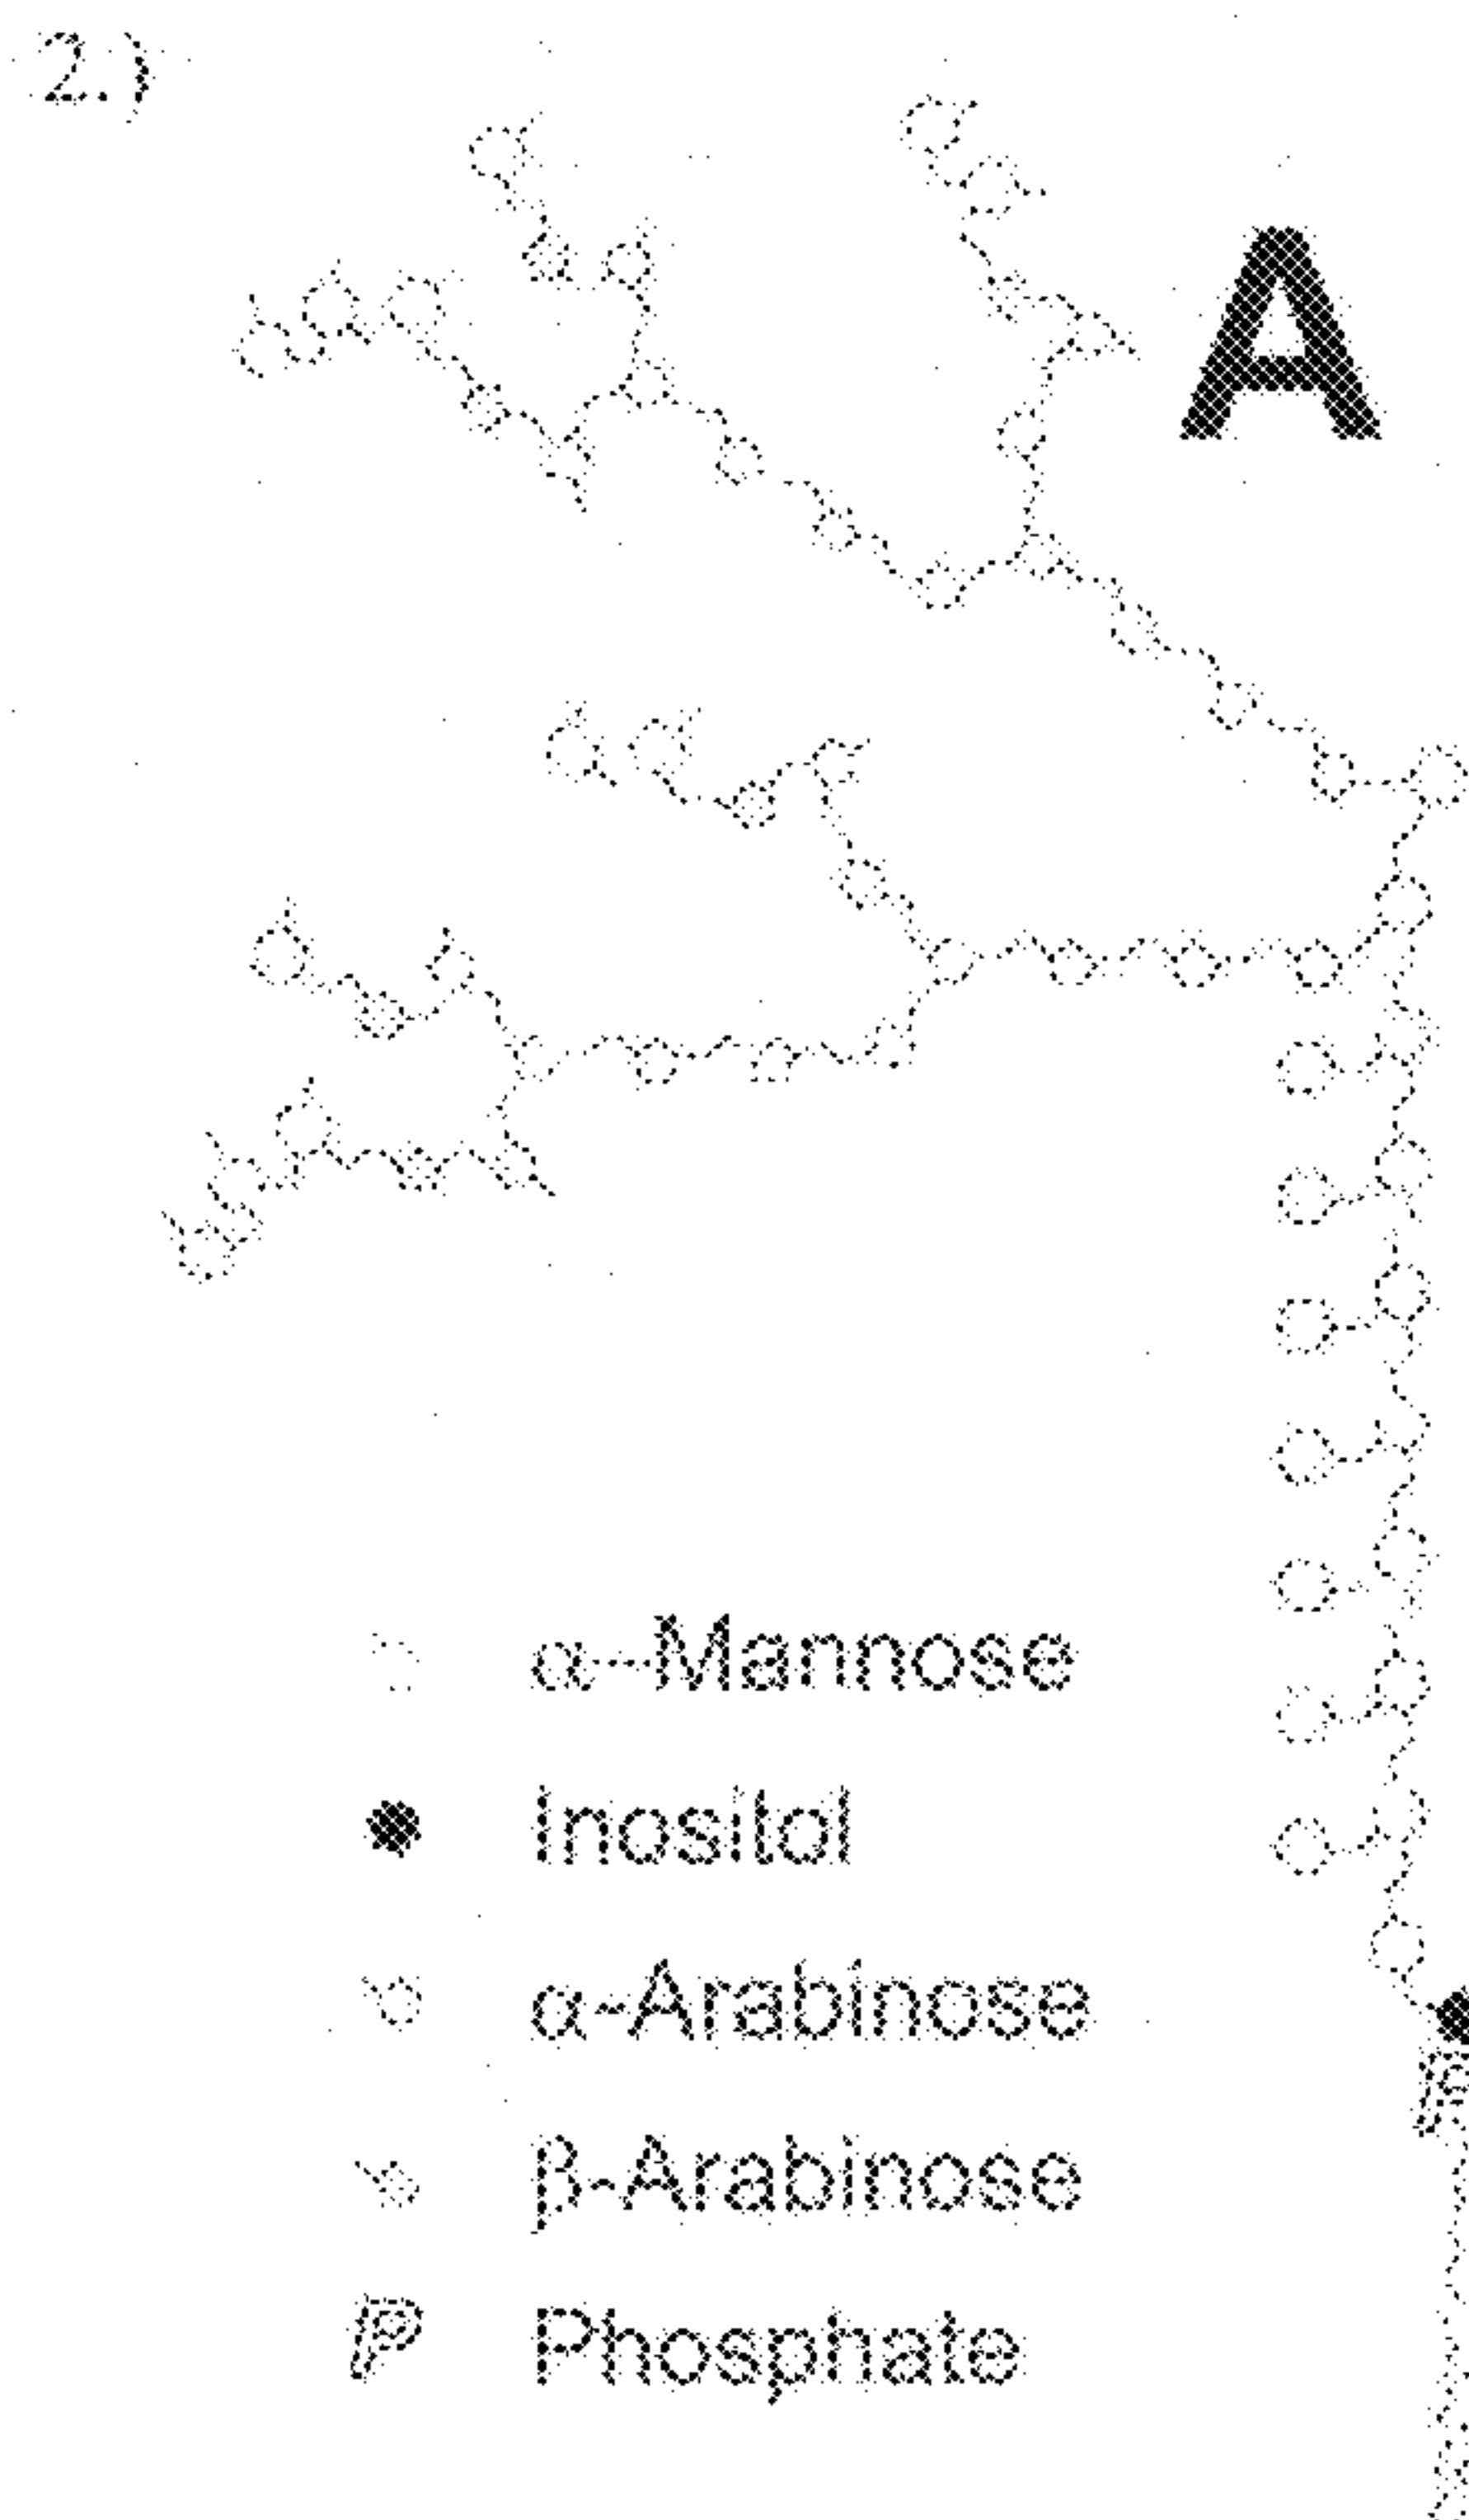 2.)
A
α-Mannose
Inositol
α-Arabinose
β-Arabinose
P Phosphate